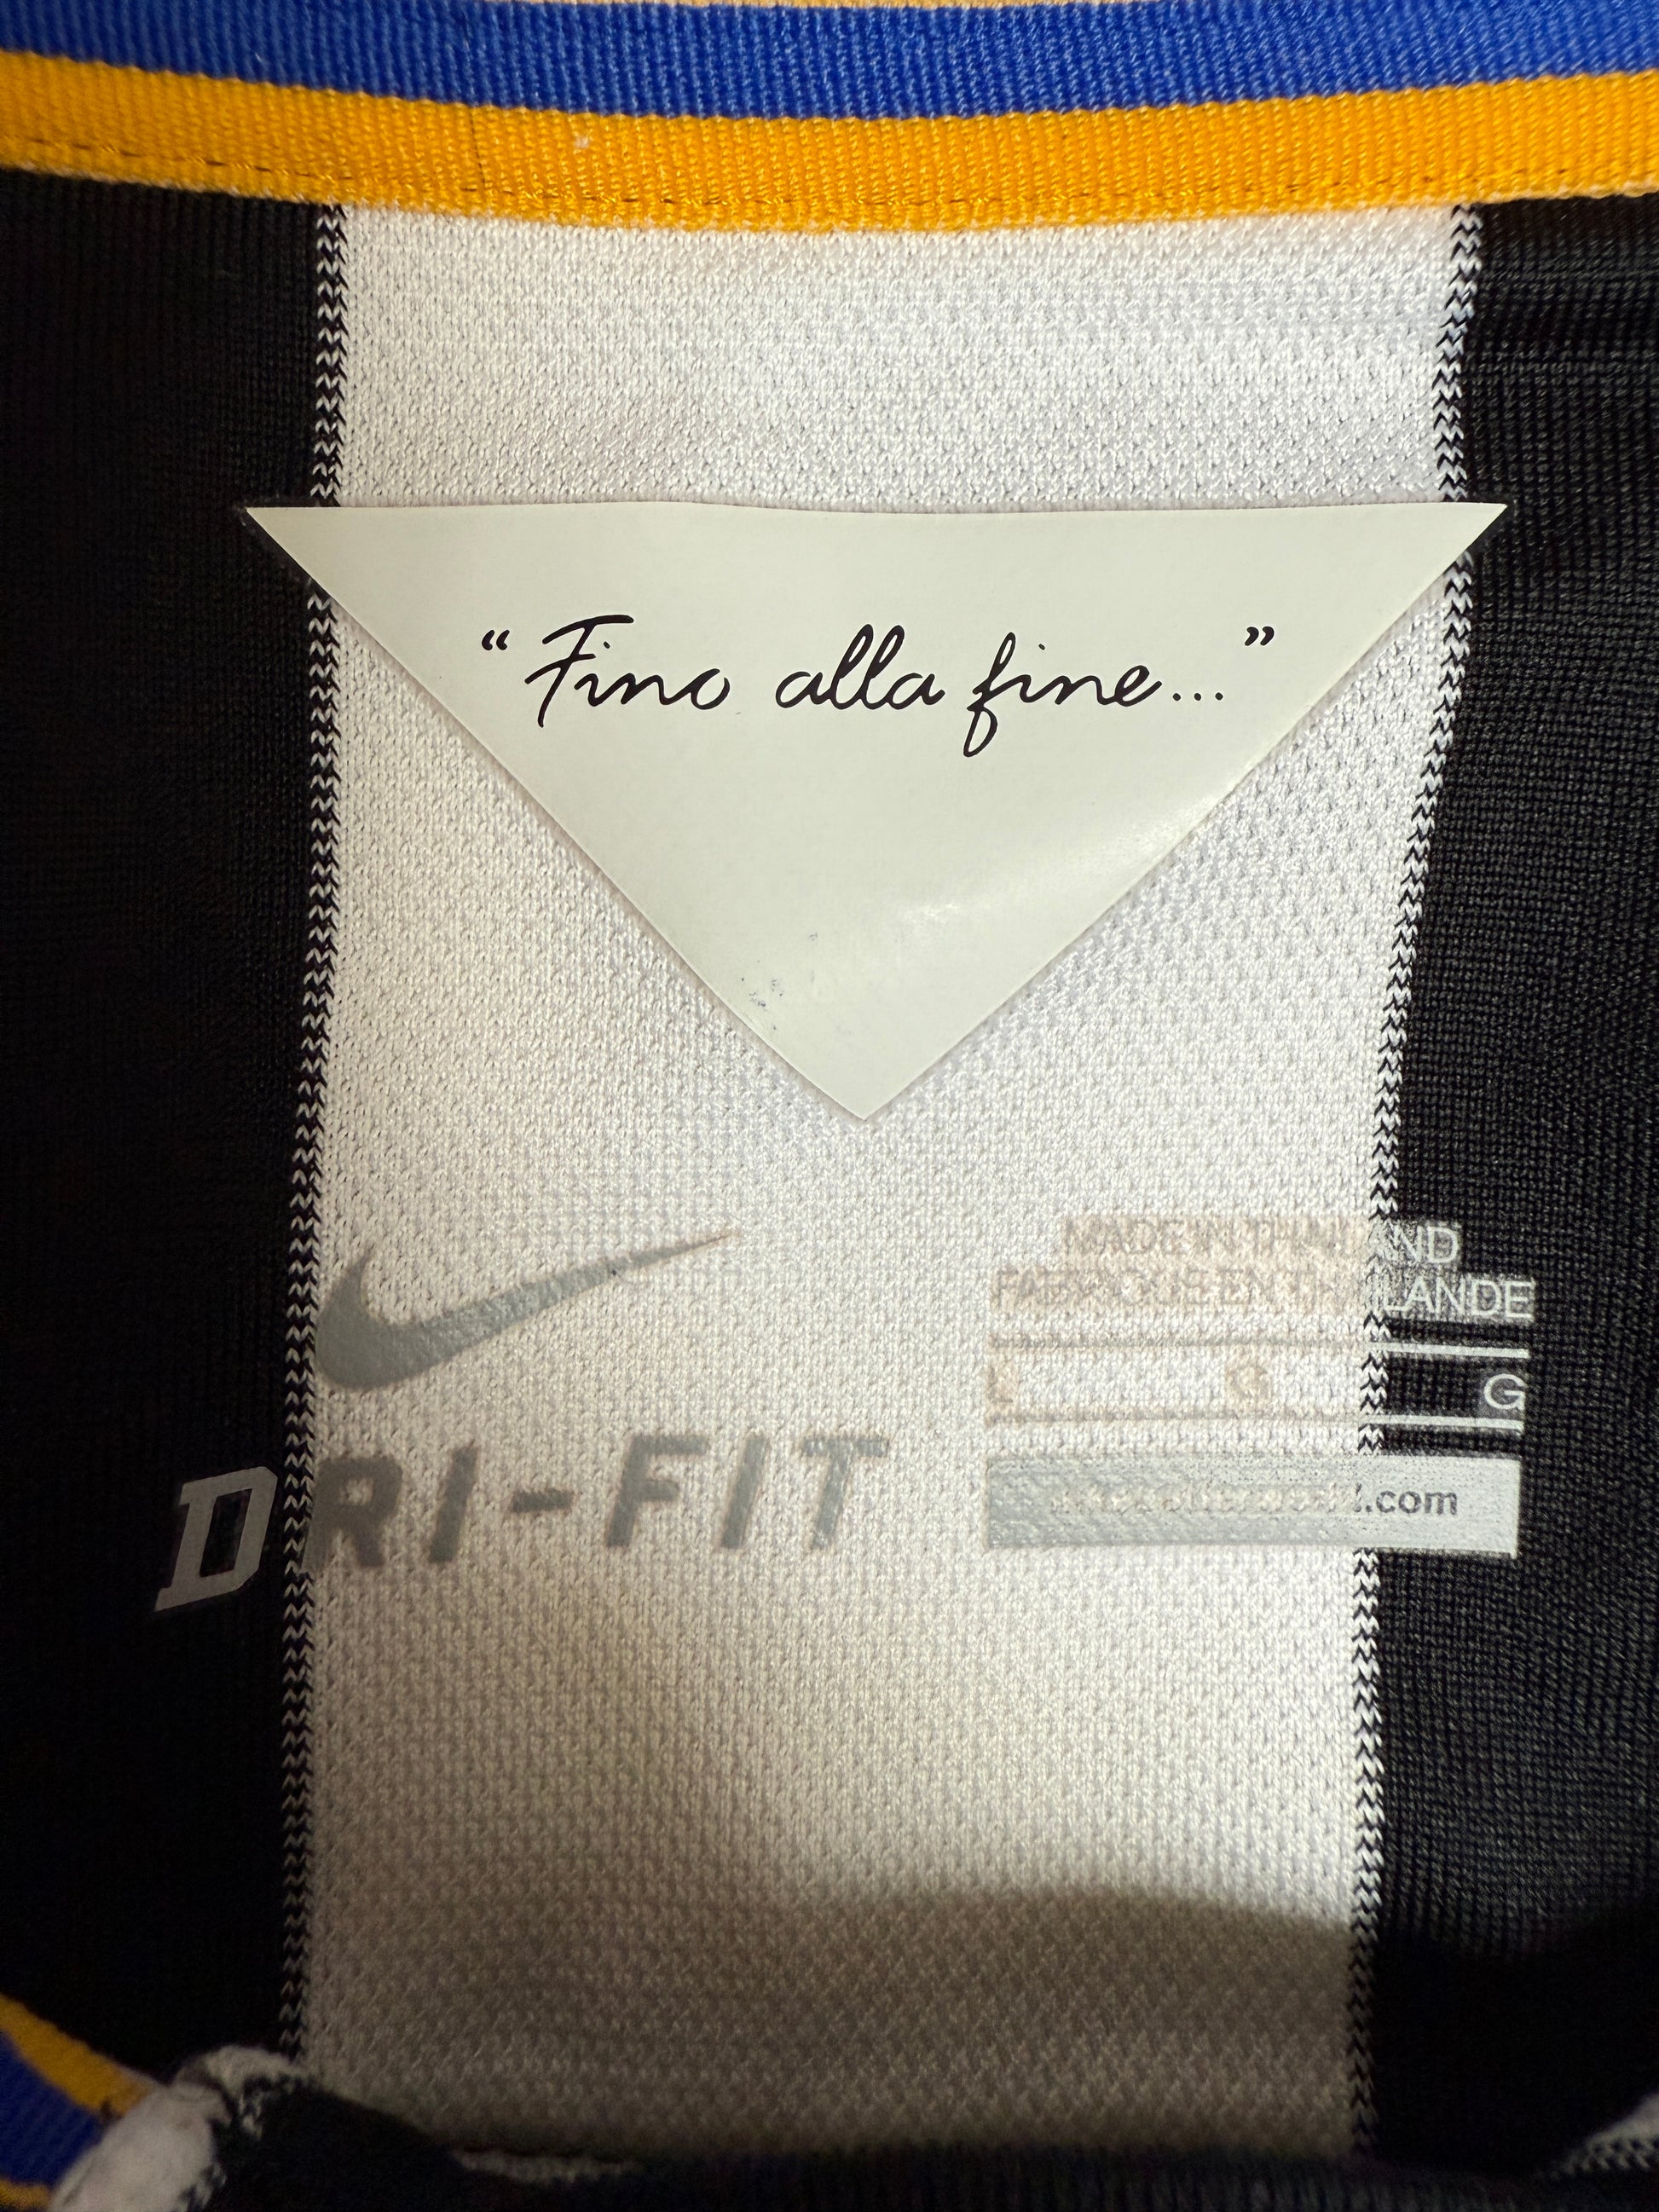 “Fino alla fine...”
DRI-FIT
MADE IN THAILAND
FABRIQUE EN THAILANDE
L G G
.com